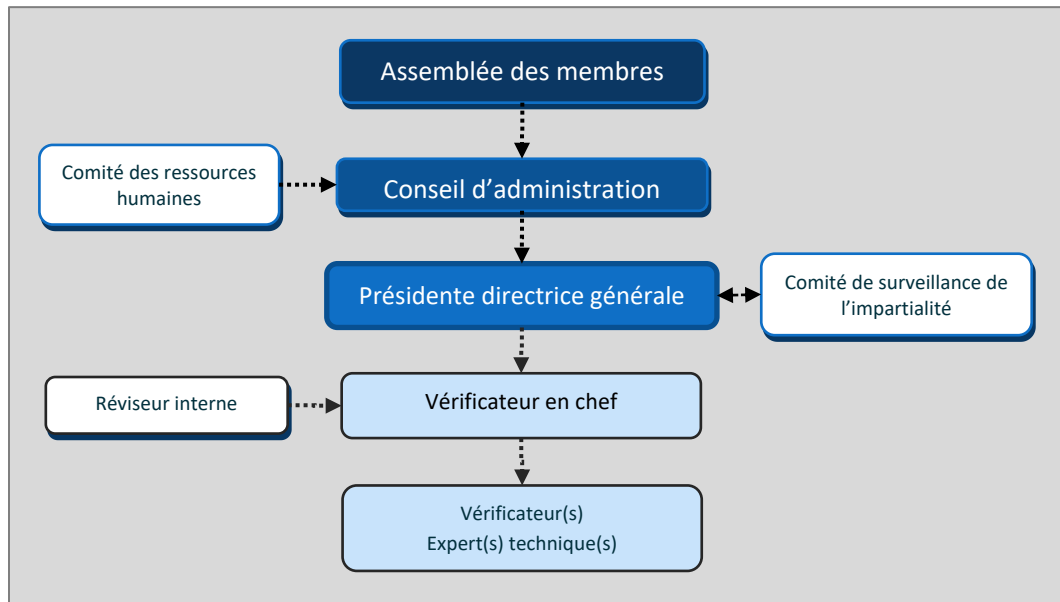 Assemblée des membres
Comité des ressources
humaines
Conseil d’administration
Présidente directrice générale
Comité de surveillance de
l’impartialité
Réviseur interne
Vérificateur en chef
Vérificateur(s)
Expert(s) technique(s)